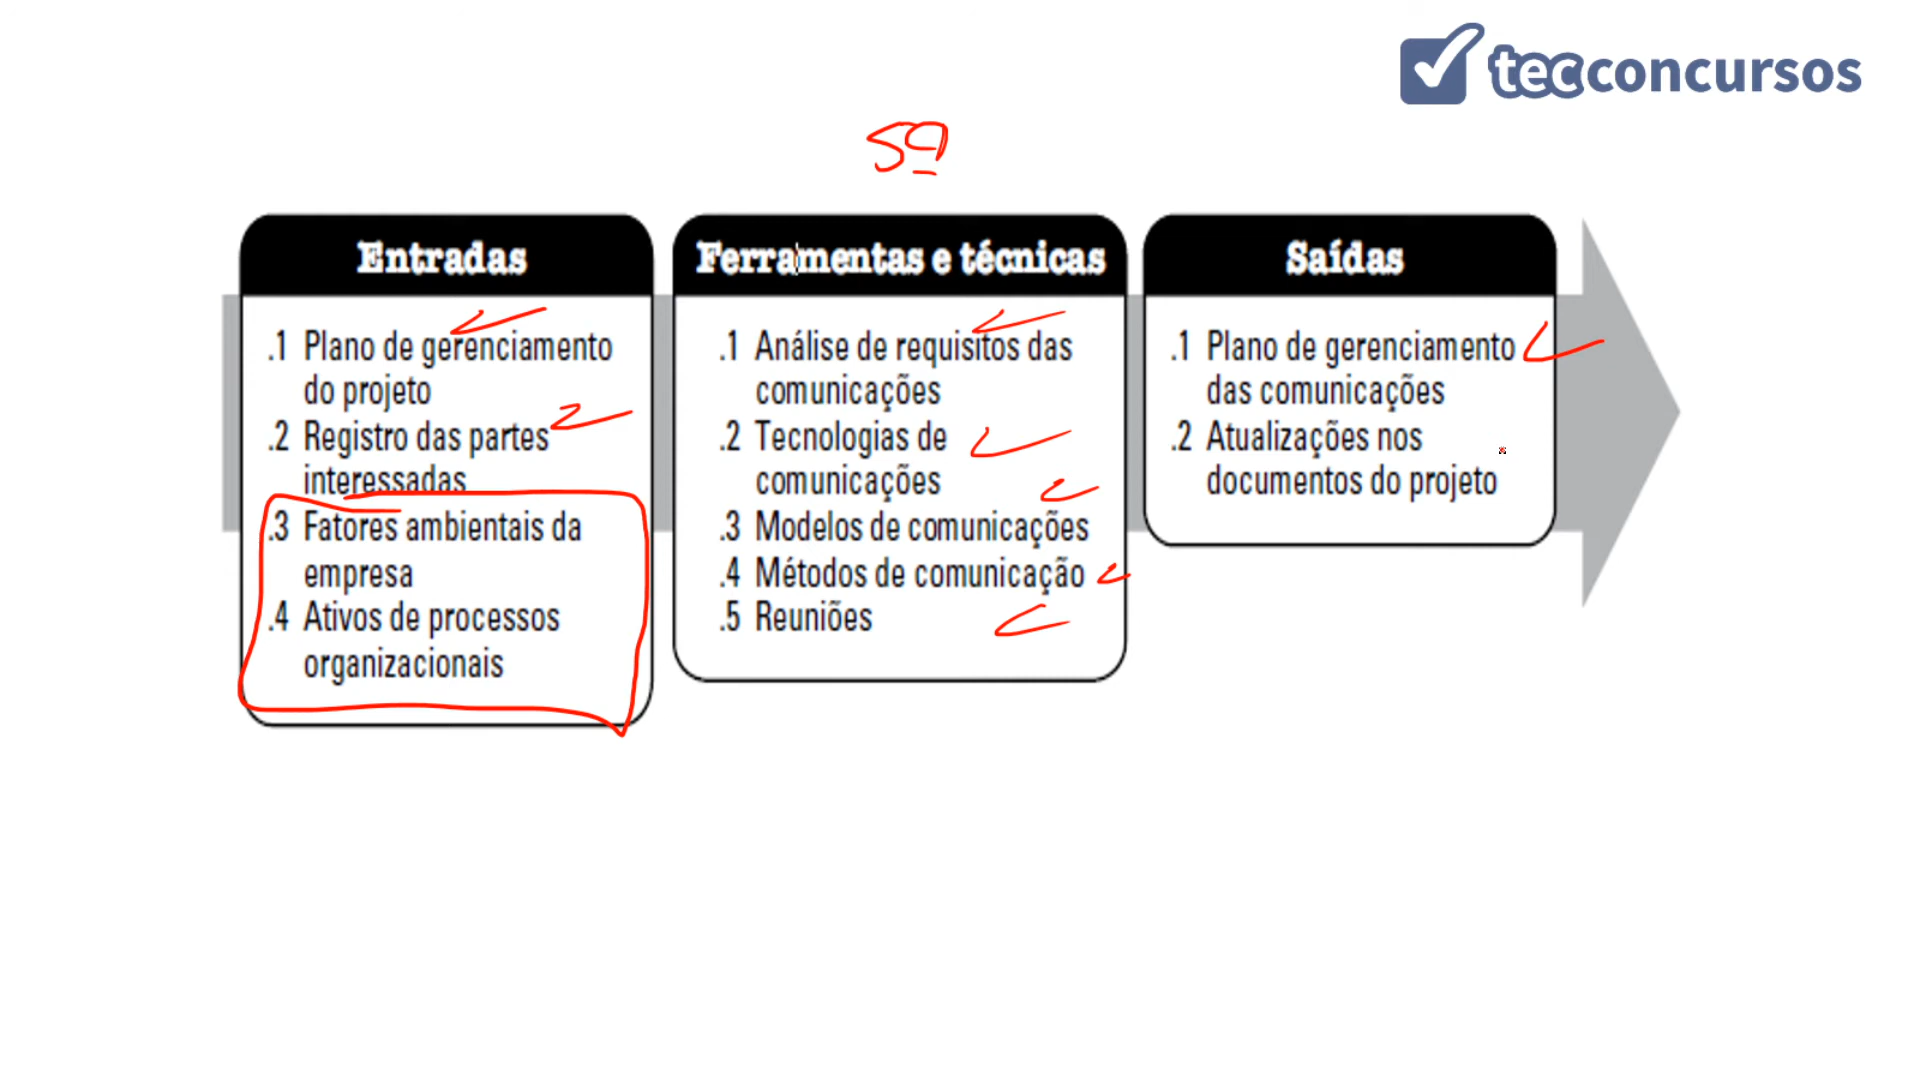 tecconcursos
5ª
Entradas
.1 Plano de gerenciamento
do projeto
.2 Registro das partes
interessadas
.3 Fatores ambientais da
empresa
.4 Ativos de processos
organizacionais
Ferramentas e técnicas
.1 Análise de requisitos das
comunicações
.2 Tecnologias de
comunicações
.3 Modelos de comunicações
.4 Métodos de comunicação
.5 Reuniões
Saídas
.1 Plano de gerenciamento
das comunicações
.2 Atualizações nos
documentos do projeto